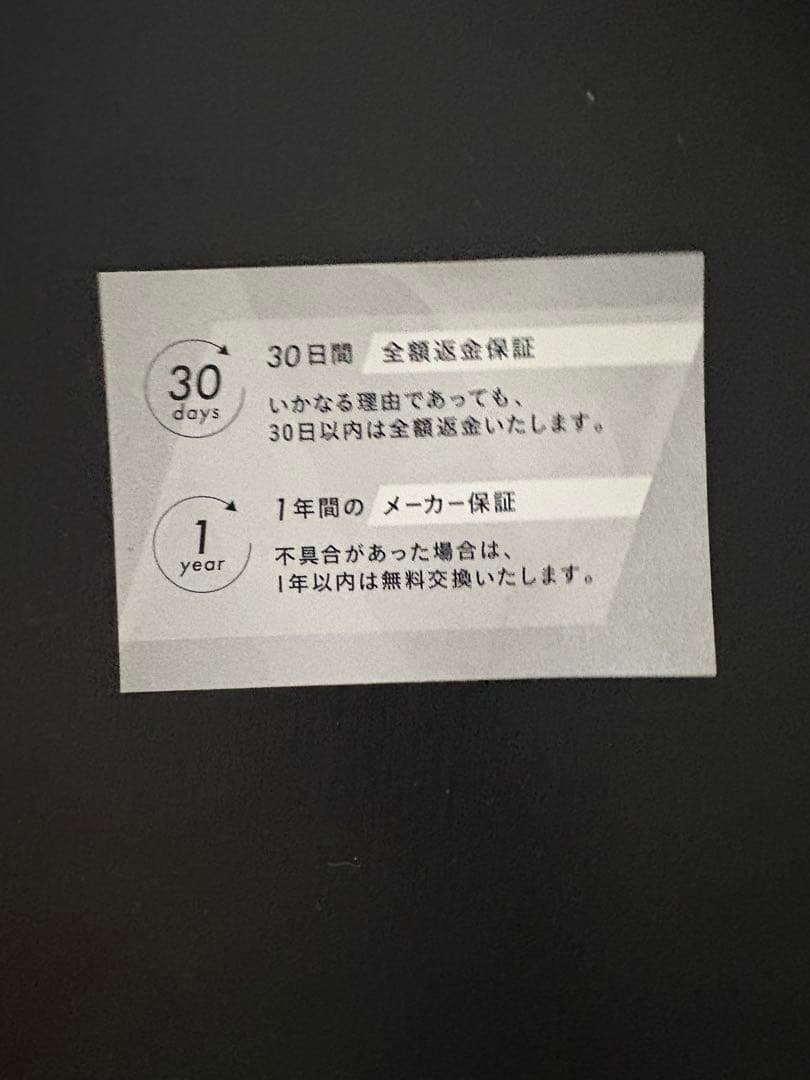 30 days
30日間 全額返金保証
いかなる理由であっても、
30日以内は全額返金いたします。
1 year
1年間の メーカー保証
不具合があった場合は、
1年以内は無料交換いたします。